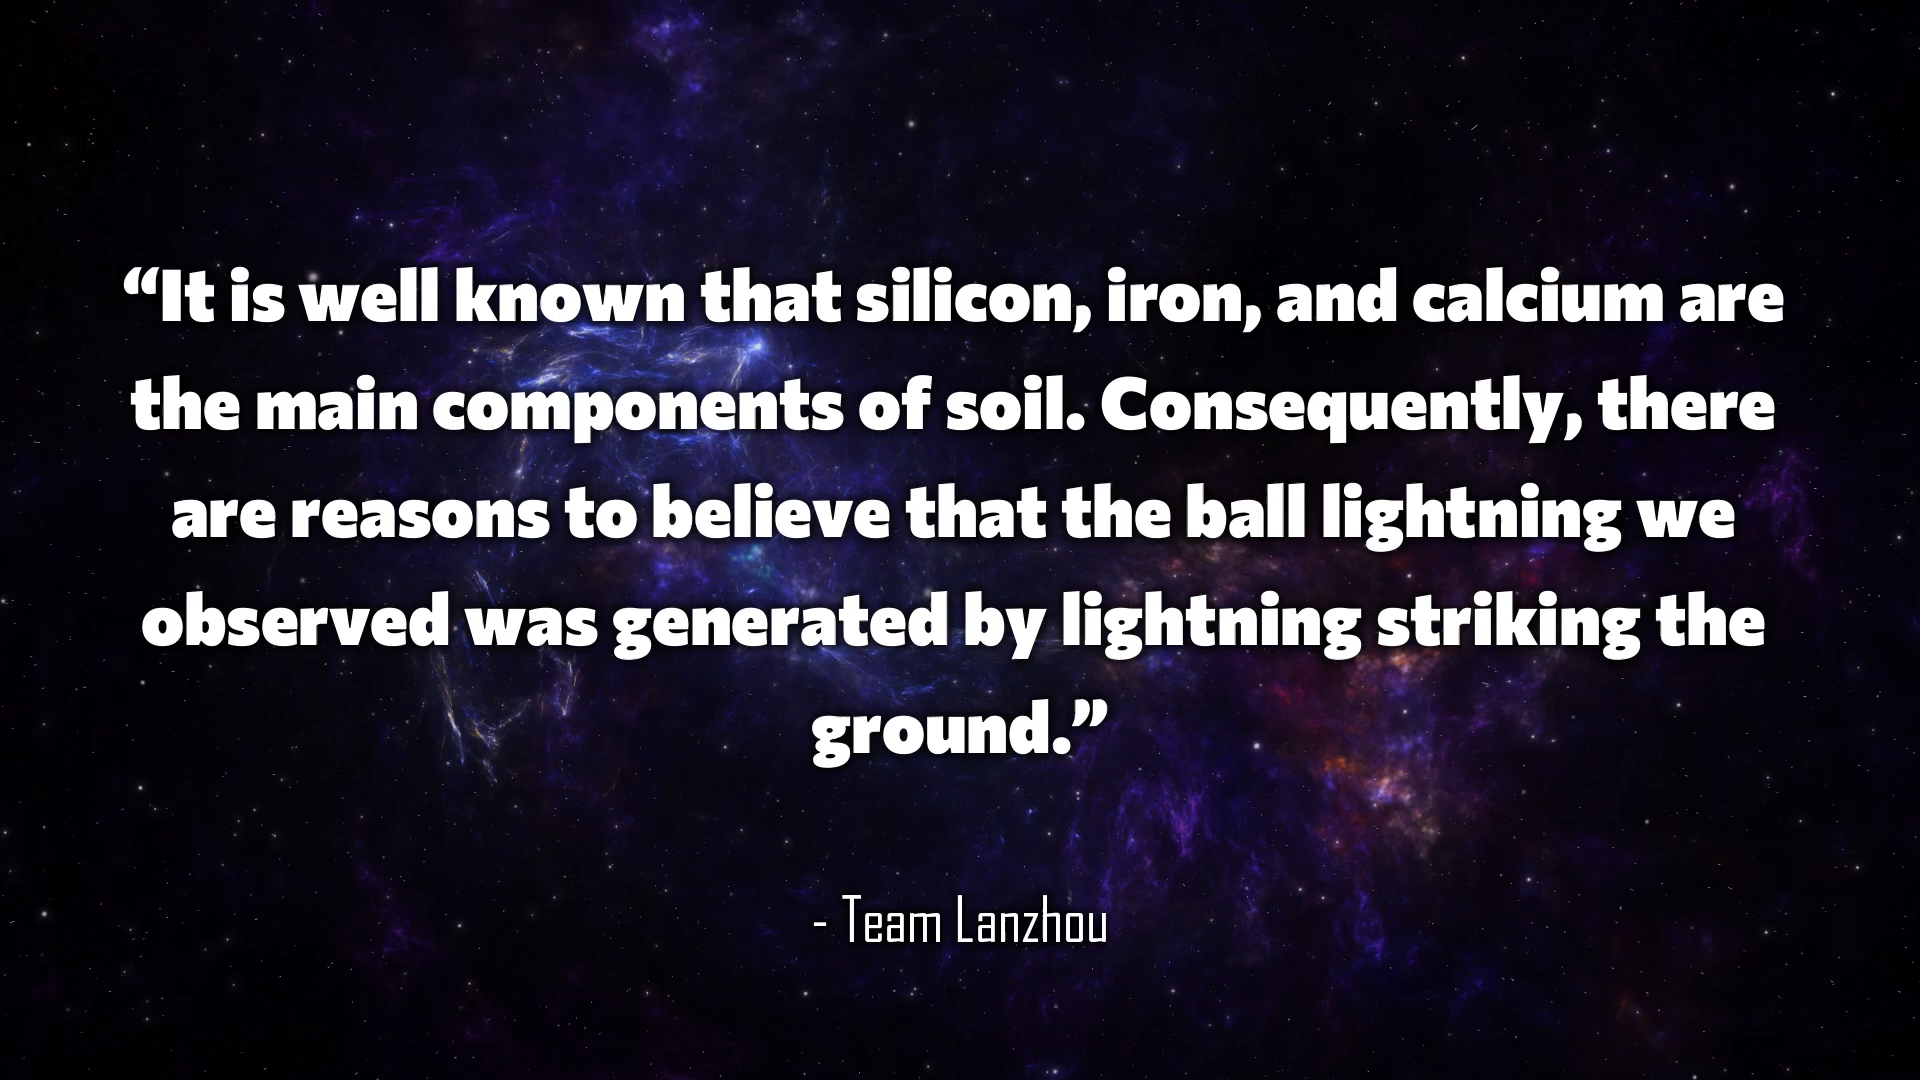 “It is well known that silicon, iron, and calcium are
the main components of soil. Consequently, there
are reasons to believe that the ball lightning we
observed was generated by lightning striking the
ground.”
- Team Lanzhou